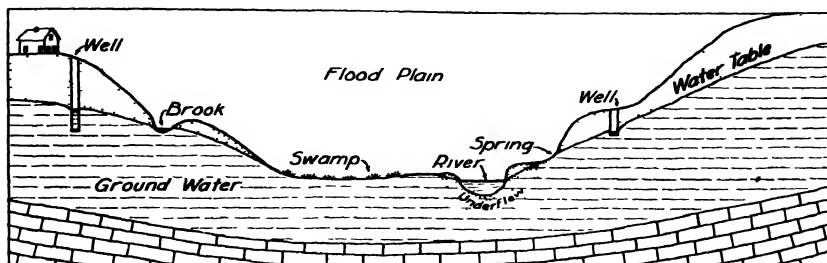 Well
Flood Plain
Water Table
Well
Brook
Spring
Swamp
River
Ground Water
Underflow